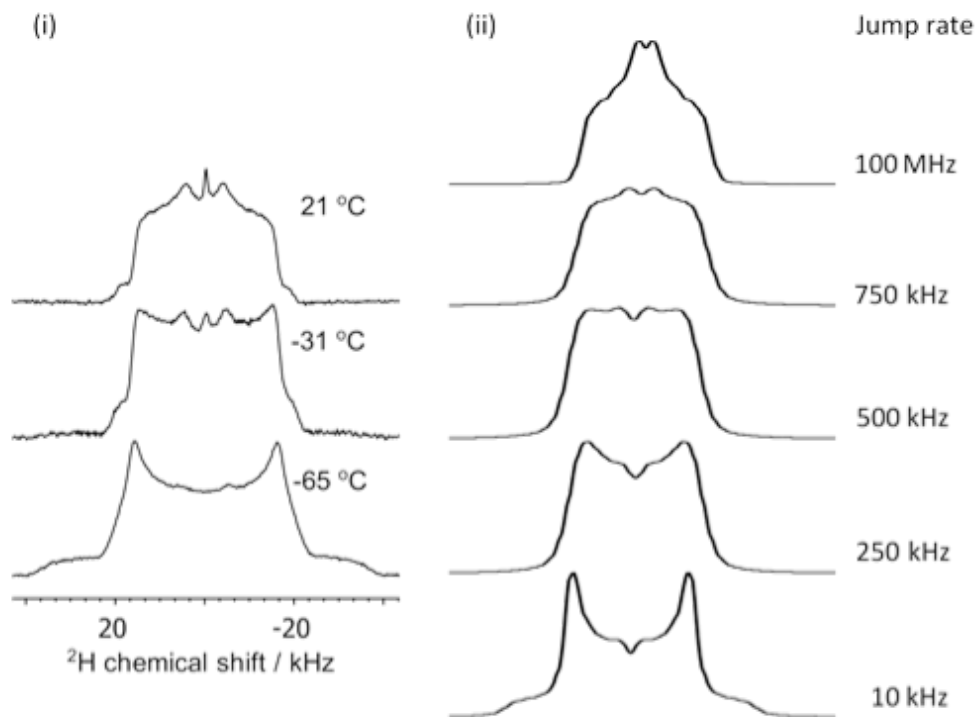 (i)
21 °C
-31 °C
-65 °C
20
-20
²H chemical shift / kHz
(ii)
Jump rate
100 MHz
750 kHz
500 kHz
250 kHz
10 kHz